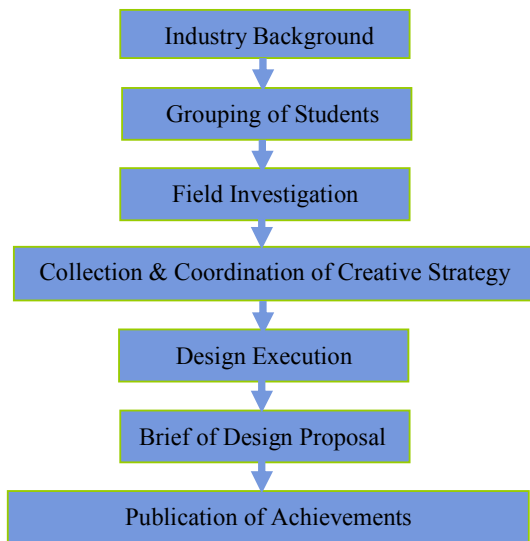 Industry Background
Grouping of Students
Field Investigation
Collection & Coordination of Creative Strategy
Design Execution
Brief of Design Proposal
Publication of Achievements